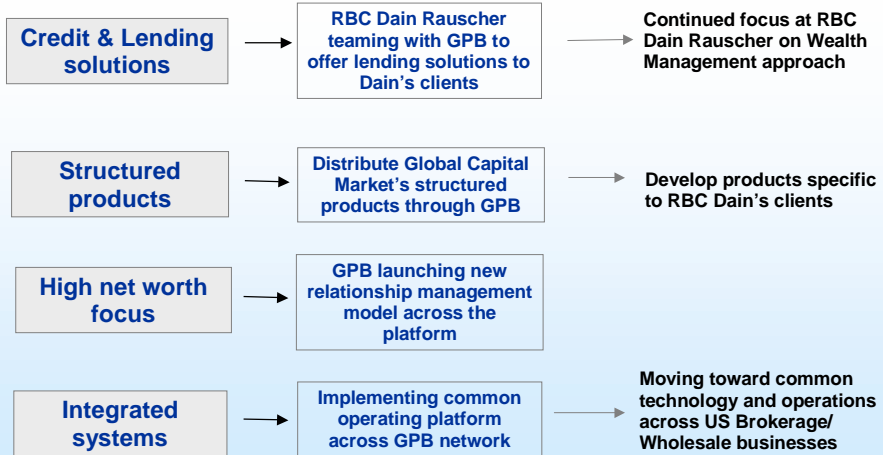 Credit & Lending
solutions
RBC Dain Rauscher
teaming with GPB to
offer lending solutions to
Dain's clients
Continued focus at RBC
Dain Rauscher on Wealth
Management approach
Structured
products
Distribute Global Capital
Market's structured
products through GPB
Develop products specific
to RBC Dain's clients
High net worth
focus
GPB launching new
relationship management
model across the
platform
Integrated
systems
Implementing common
operating platform
across GPB network
Moving toward common
technology and operations
across US Brokerage/
Wholesale businesses